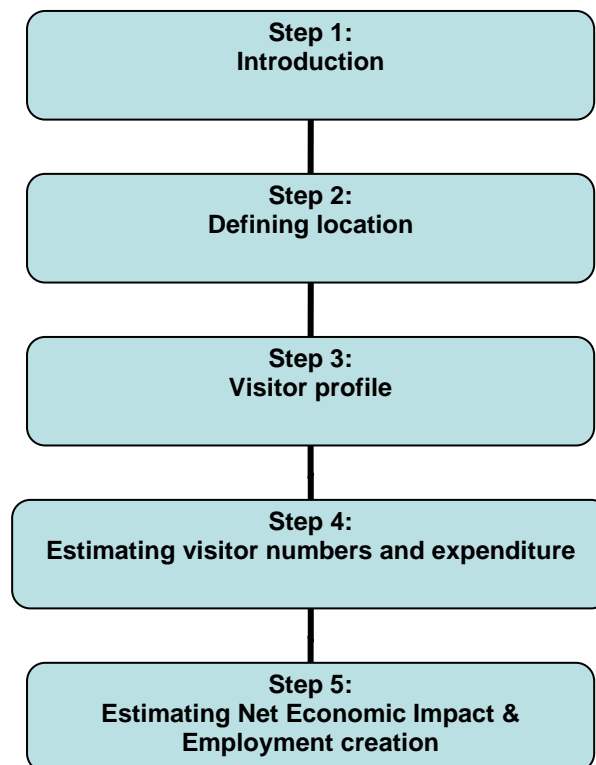 Step 1:
Introduction
Step 2:
Defining location
Step 3:
Visitor profile
Step 4:
Estimating visitor numbers and expenditure
Step 5:
Estimating Net Economic Impact &
Employment creation